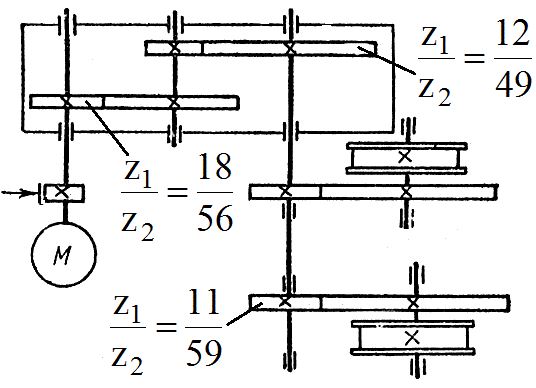 z₁/z₂ = 12/49
z₁/z₂ = 18/56
M
z₁/z₂ = 11/59